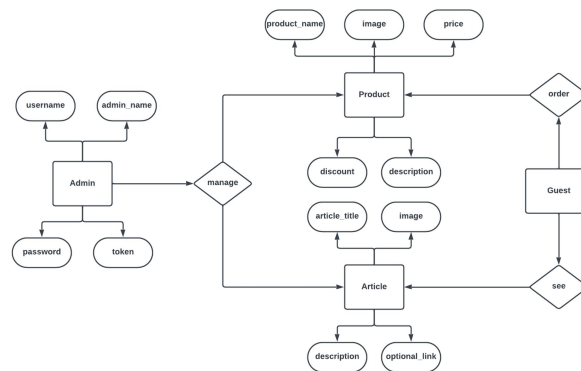 product_name
image
price
username
admin_name
Product
order
Admin
manage
discount
description
Guest
article_title
image
password
token
Article
see
description
optional_link